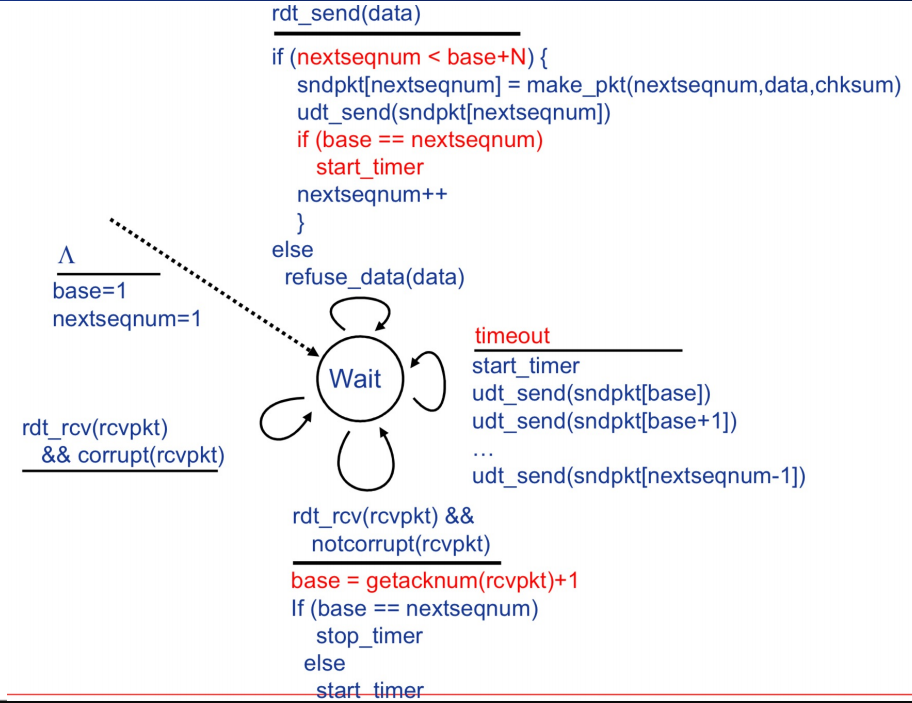 rdt_send(data)
if (nextseqnum < base+N) {
sndpkt[nextseqnum] = make_pkt(nextseqnum,data,chksum)
udt_send(sndpkt[nextseqnum])
if (base == nextseqnum)
start_timer
nextseqnum++
}
else
refuse_data(data)
Λ
base=1
nextseqnum=1
Wait
timeout
start_timer
udt_send(sndpkt[base])
udt_send(sndpkt[base+1])
…
udt_send(sndpkt[nextseqnum-1])
rdt_rcv(rcvpkt)
&& corrupt(rcvpkt)
rdt_rcv(rcvpkt) &&
notcorrupt(rcvpkt)
base = getacknum(rcvpkt)+1
If (base == nextseqnum)
stop_timer
else
start_timer